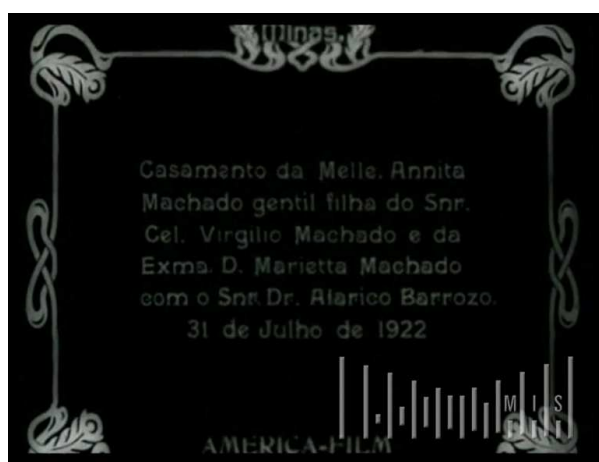 Minas.
Casamento da Melle. Annita
Machado gentil filha do Snr.
Cel. Virgilio Machado e da
Exma. D. Marietta Machado
com o Snr. Dr. Alarico Barrozo.
31 de Julho de 1922
MIS
AMERICA-FILM